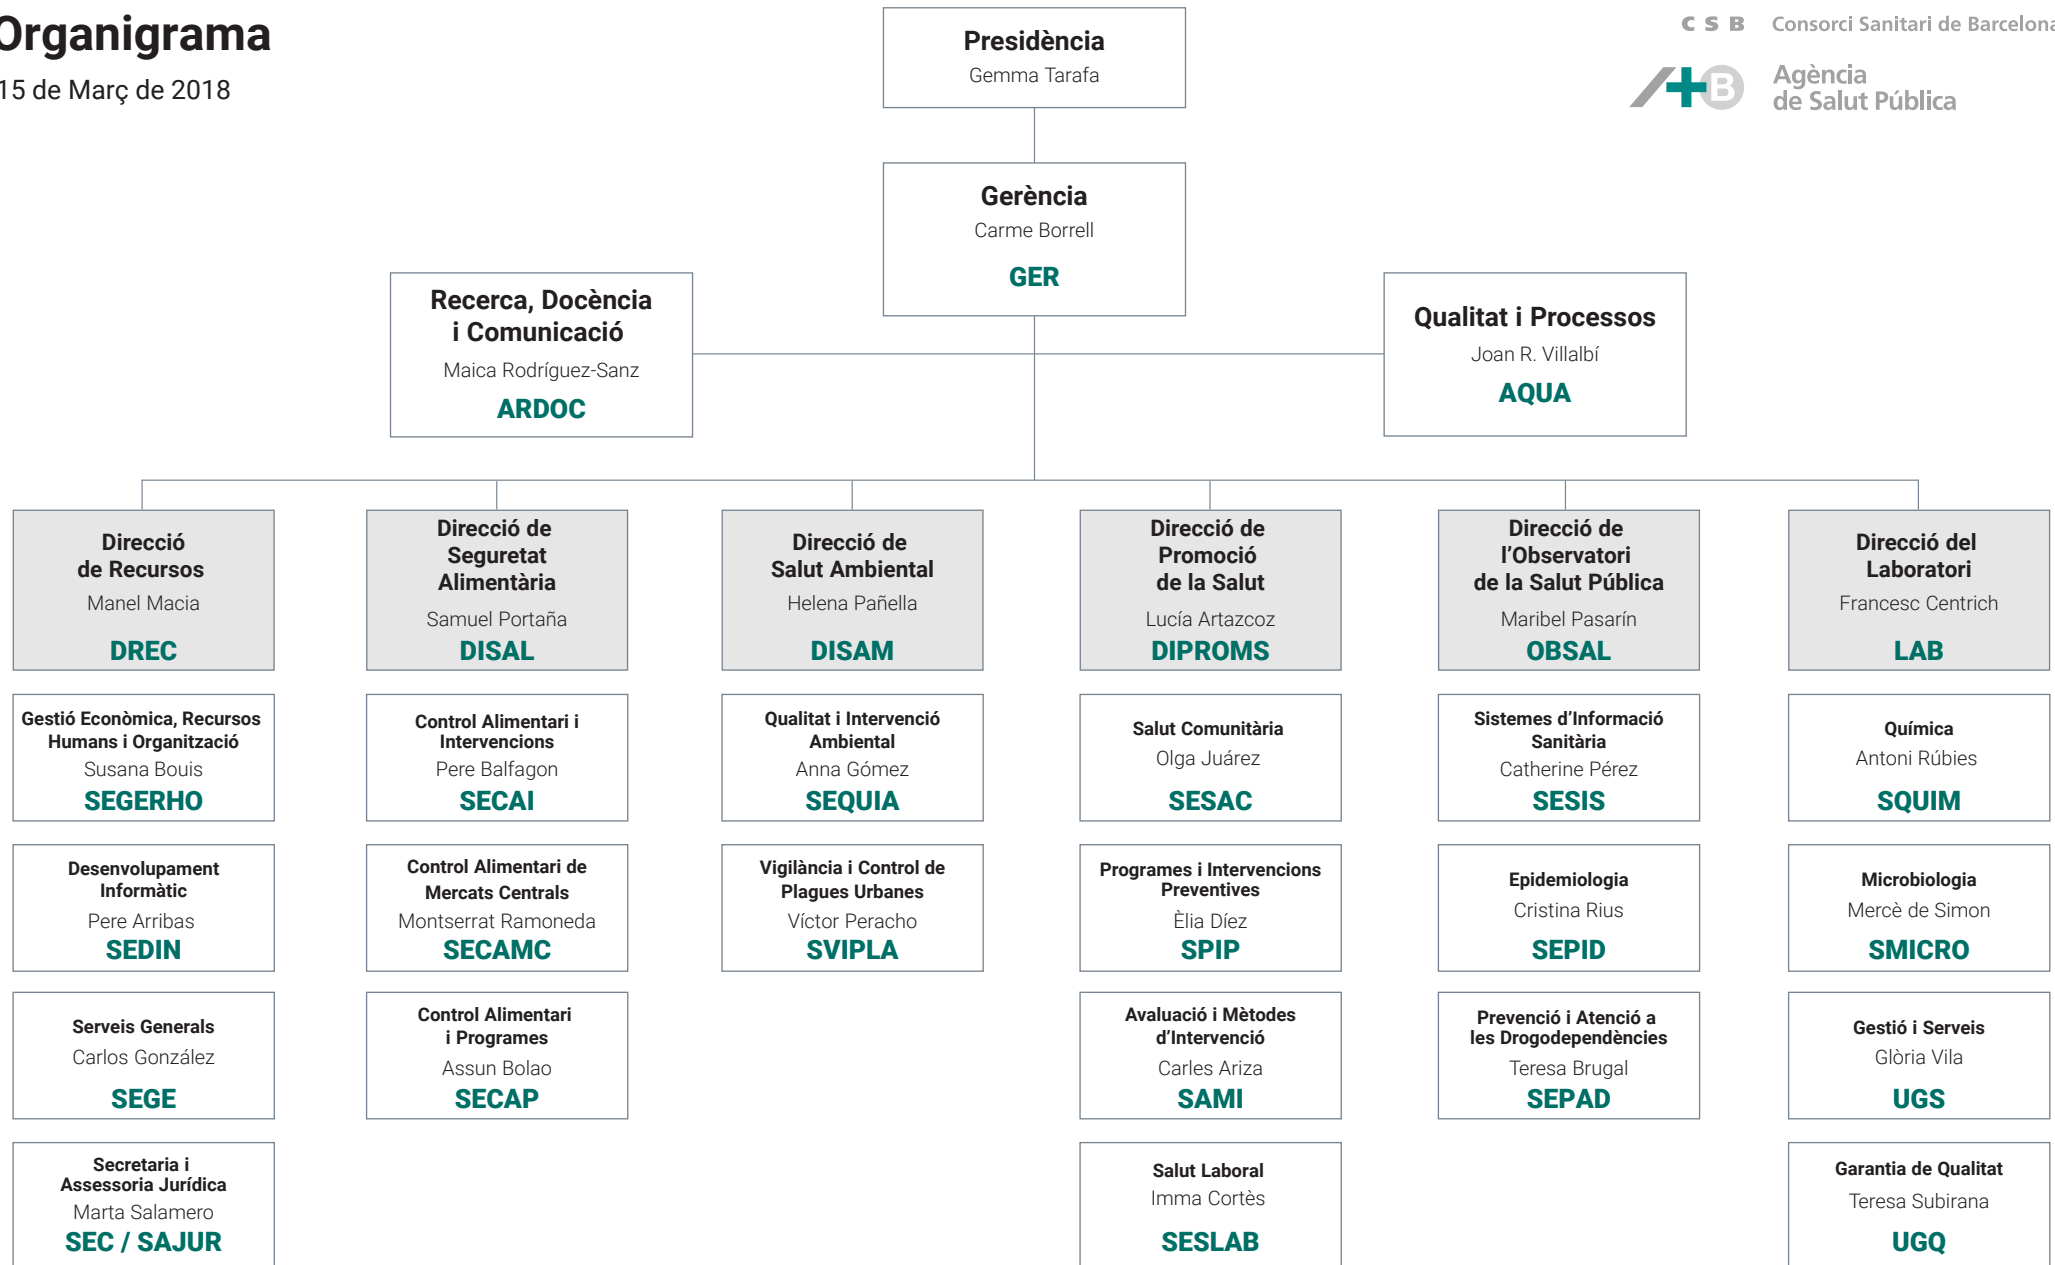 Organigrama
15 de Març de 2018
C S B Consorci Sanitari de Barcelona
A+B
Agència
de Salut Pública
Presidència
Gemma Tarafa
Gerència
Carme Borrell
GER
Recerca, Docència
i Comunicació
Maica Rodríguez-Sanz
ARDOC
Qualitat i Processos
Joan R. Villalbí
AQUA
Direcció
de Recursos
Manel Macia
DREC
Direcció de
Seguretat
Alimentària
Samuel Portaña
DISAL
Direcció de
Salut Ambiental
Helena Pañella
DISAM
Direcció de
Promoció
de la Salut
Lucía Artazcoz
DIPROMS
Direcció de
l’Observatori
de la Salut Pública
Maribel Pasarín
OBSAL
Direcció del
Laboratori
Francesc Centrich
LAB
Gestió Econòmica, Recursos
Humans i Organització
Susana Bouis
SEGERHO
Control Alimentari i
Intervencions
Pere Balfagon
SECAI
Qualitat i Intervenció
Ambiental
Anna Gómez
SEQUIA
Salut Comunitària
Olga Juárez
SESAC
Sistemes d’Informació
Sanitària
Catherine Pérez
SESIS
Química
Antoni Rúbies
SQUIM
Desenvolupament
Informàtic
Pere Arribas
SEDIN
Control Alimentari de
Mercats Centrals
Montserrat Ramoneda
SECAMC
Vigilància i Control de
Plagues Urbanes
Víctor Peracho
SVIPLA
Programes i Intervencions
Preventives
Èlia Díez
SPIP
Epidemiologia
Cristina Rius
SEPID
Microbiologia
Mercè de Simon
SMICRO
Serveis Generals
Carlos González
SEGE
Control Alimentari
i Programes
Assun Bolao
SECAP
Avaluació i Mètodes
d’Intervenció
Carles Ariza
SAMI
Prevenció i Atenció a
les Drogodependències
Teresa Brugal
SEPAD
Gestió i Serveis
Glòria Vila
UGS
Secretaria i
Assessoria Jurídica
Marta Salamero
SEC / SAJUR
Salut Laboral
Imma Cortès
SESLAB
Garantia de Qualitat
Teresa Subirana
UGQ